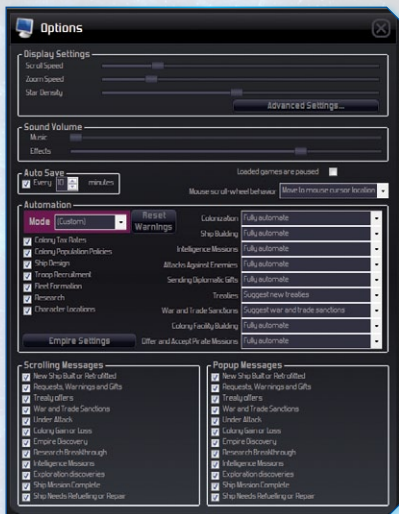 Options
Display Settings
Scroll Speed
Zoom Speed
Star Density
Advanced Settings...
Sound Volume
Music
Effects
Auto Save
Every 10 minutes
Loaded games are paused
Mouse scroll-wheel behavior Move to mouse cursor location
Automation
Mode (Custom)
Reset Warnings
Colony Tax Rates
Colony Population Policies
Ship Design
Troop Recruitment
Fleet Formation
Research
Character Locations
Empire Settings
Colonization Fully automate
Ship Building Fully automate
Intelligence Missions Fully automate
Attacks Against Enemies Fully automate
Sending Diplomatic Gifts Fully automate
Treaties Suggest new treaties
War and Trade Sanctions Suggest war and trade sanctions
Colony Facility Building Fully automate
Offer and Accept Pirate Missions Fully automate
Scrolling Messages
New Ship Built or Retrofitted
Requests, Warnings and Gifts
Treaty offers
War and Trade Sanctions
Under Attack
Colony Gain or Loss
Empire Discovery
Research Breakthrough
Intelligence Missions
Exploration discoveries
Ship Mission Complete
Ship Needs Refuelling or Repair
Popup Messages
New Ship Built or Retrofitted
Requests, Warnings and Gifts
Treaty offers
War and Trade Sanctions
Under Attack
Colony Gain or Loss
Empire Discovery
Research Breakthrough
Intelligence Missions
Exploration discoveries
Ship Mission Complete
Ship Needs Refuelling or Repair